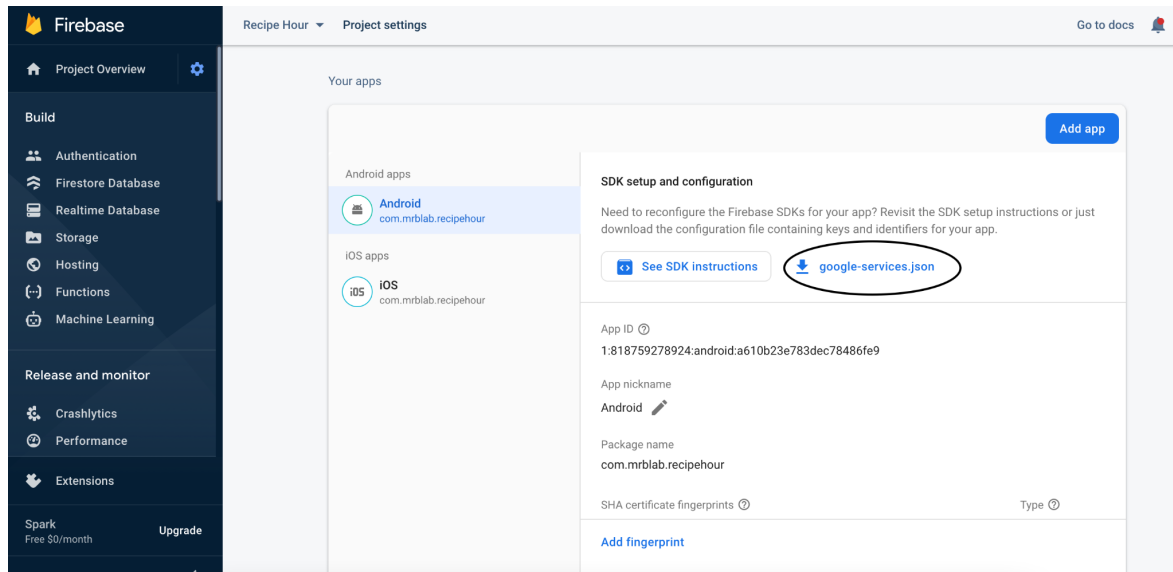 Firebase
Recipe Hour
Project settings
Go to docs
Project Overview
Build
Authentication
Firestore Database
Realtime Database
Storage
Hosting
Functions
Machine Learning
Release and monitor
Crashlytics
Performance
Extensions
Spark
Free $0/month
Upgrade
Your apps
Add app
Android apps
Android
com.mrblab.recipehour
iOS apps
iOS
iOS
com.mrblab.recipehour
SDK setup and configuration
Need to reconfigure the Firebase SDKs for your app? Revisit the SDK setup instructions or just
download the configuration file containing keys and identifiers for your app.
See SDK instructions
google-services.json
App ID
1:818759278924:android:a610b23e783dec78486fe9
App nickname
Android
Package name
com.mrblab.recipehour
SHA certificate fingerprints
Type
Add fingerprint